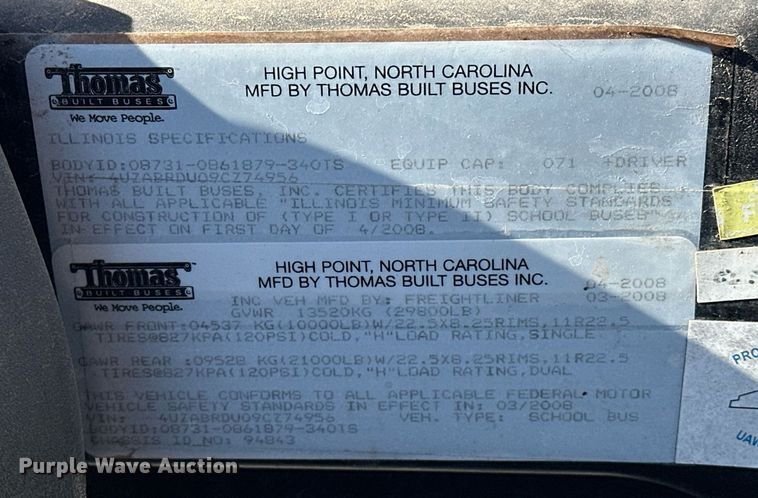 Thomas
BUILT BUSES
We Move People.
HIGH POINT, NORTH CAROLINA
MFD BY THOMAS BUILT BUSES INC.
04-2008
ILLINOIS SPECIFICATIONS
BODYID:08731-0861879-340TS EQUIP CAP: 071 +DRIVER
VIN: 4UZABRDU09CZ74956
THOMAS BUILT BUSES, INC. CERTIFIES THIS BODY COMPLIES
WITH ALL APPLICABLE "ILLINOIS MINIMUM SAFETY STANDARDS
FOR CONSTRUCTION OF (TYPE I OR TYPE II) SCHOOL BUSES"
IN EFFECT ON FIRST DAY OF 4/2008.
Thomas
BUILT BUSES
We Move People.
HIGH POINT, NORTH CAROLINA
MFD BY THOMAS BUILT BUSES INC.
04-2008
INC VEH MFD BY: FREIGHTLINER 03-2008
GVWR 13520KG (29800LB)
GAWR FRONT:04537 KG(10000LB)W/22.5X8.25RIMS,11R22.5
TIRES@827KPA(120PSI)COLD,"H"LOAD RATING,SINGLE
GAWR REAR :09528 KG(21000LB)W/22.5X8.25RIMS,11R22.5
TIRES@827KPA(120PSI)COLD,"H"LOAD RATING,DUAL
THIS VEHICLE CONFORMS TO ALL APPLICABLE FEDERAL MOTOR
VEHICLE SAFETY STANDARDS IN EFFECT IN: 03/2008
VIN: 4UZABRDU09CZ74956 VEH. TYPE: SCHOOL BUS
BODYID:08731-0861879-340TS
CHASSIS ID NO: 94843
PRO
UAW
Purple Wave Auction